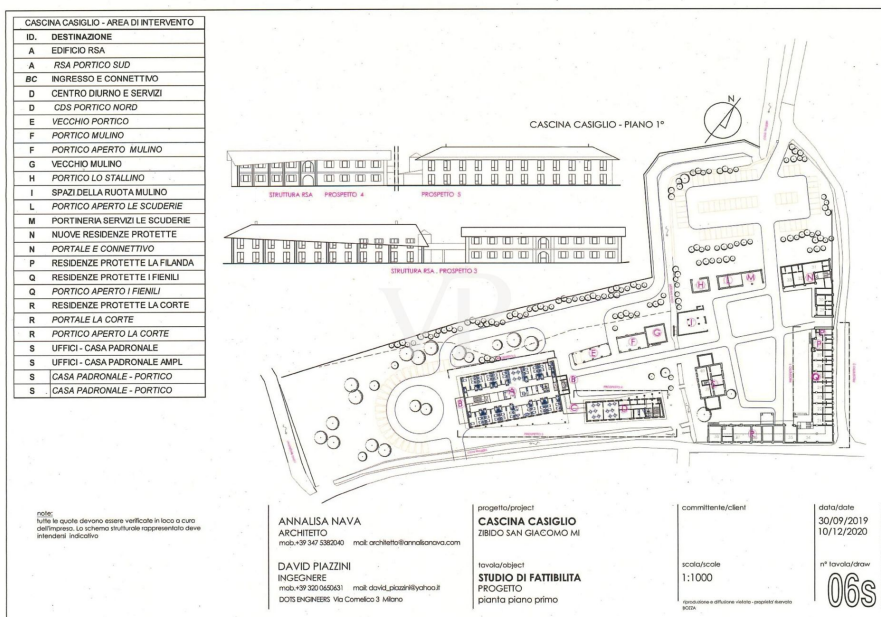 CASCINA CASIGLIO - AREA DI INTERVENTO
ID. DESTINAZIONE
A EDIFICIO RSA
A RSA PORTICO SUD
BC INGRESSO E CONNETTIVO
D CENTRO DIURNO E SERVIZI
D CDS PORTICO NORD
E VECCHIO PORTICO
F PORTICO MULINO
F PORTICO APERTO MULINO
G VECCHIO MULINO
H PORTICO LO STALLINO
I SPAZI DELLA RUOTA MULINO
L PORTICO APERTO LE SCUDERIE
M PORTINERIA SERVIZI LE SCUDERIE
N NUOVE RESIDENZE PROTETTE
N PORTALE E CONNETTIVO
P RESIDENZE PROTETTE LA FILANDA
Q RESIDENZE PROTETTE I FIENILI
Q PORTICO APERTO I FIENILI
R RESIDENZE PROTETTE LA CORTE
R PORTALE LA CORTE
R PORTICO APERTO LA CORTE
S UFFICI - CASA PADRONALE
S UFFICI - CASA PADRONALE AMPL
S CASA PADRONALE - PORTICO
S CASA PADRONALE - PORTICO
N
CASCINA CASIGLIO - PIANO 1°
STRUTTURA RSA PROSPETTO 4
PROSPETTO 5
STRUTTURA RSA . PROSPETTO 3
H
M
N
G
F
E
P
Q
B
B
C
D
note:
tutte le quote devono essere verificate in loco a cura
dell'impresa. Lo schema strutturale rappresentato deve
intendersi indicativo
ANNALISA NAVA
ARCHITETTO
mob.+39 347 5382040 mail: architetto@annalisanava.com
DAVID PIAZZINI
INGEGNERE
mob.+39 320 0650631 mail: david_piazzini@yahoo.it
DOTS ENGINEERS Via Cornelico 3 Milano
progetto/project
CASCINA CASIGLIO
ZIBIDO SAN GIACOMO MI
tavola/object
STUDIO DI FATTIBILITA
PROGETTO
pianta piano primo
committente/client
scala/scale
1:1000
riproduzione e diffusione vietata - proprietà riservata
data/date
30/09/2019
10/12/2020
n° tavola/draw
06s